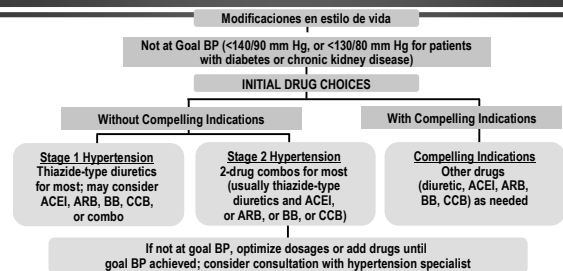 Modificaciones en estilo de vida
Not at Goal BP (<140/90 mm Hg, or <130/80 mm Hg for patients
with diabetes or chronic kidney disease)
INITIAL DRUG CHOICES
Without Compelling Indications
With Compelling Indications
Stage 1 Hypertension
Thiazide-type diuretics
for most; may consider
ACEI, ARB, BB, CCB,
or combo
Stage 2 Hypertension
2-drug combos for most
(usually thiazide-type
diuretics and ACEI,
or ARB, or BB, or CCB)
Compelling Indications
Other drugs
(diuretic, ACEI, ARB,
BB, CCB) as needed
If not at goal BP, optimize dosages or add drugs until
goal BP achieved; consider consultation with hypertension specialist